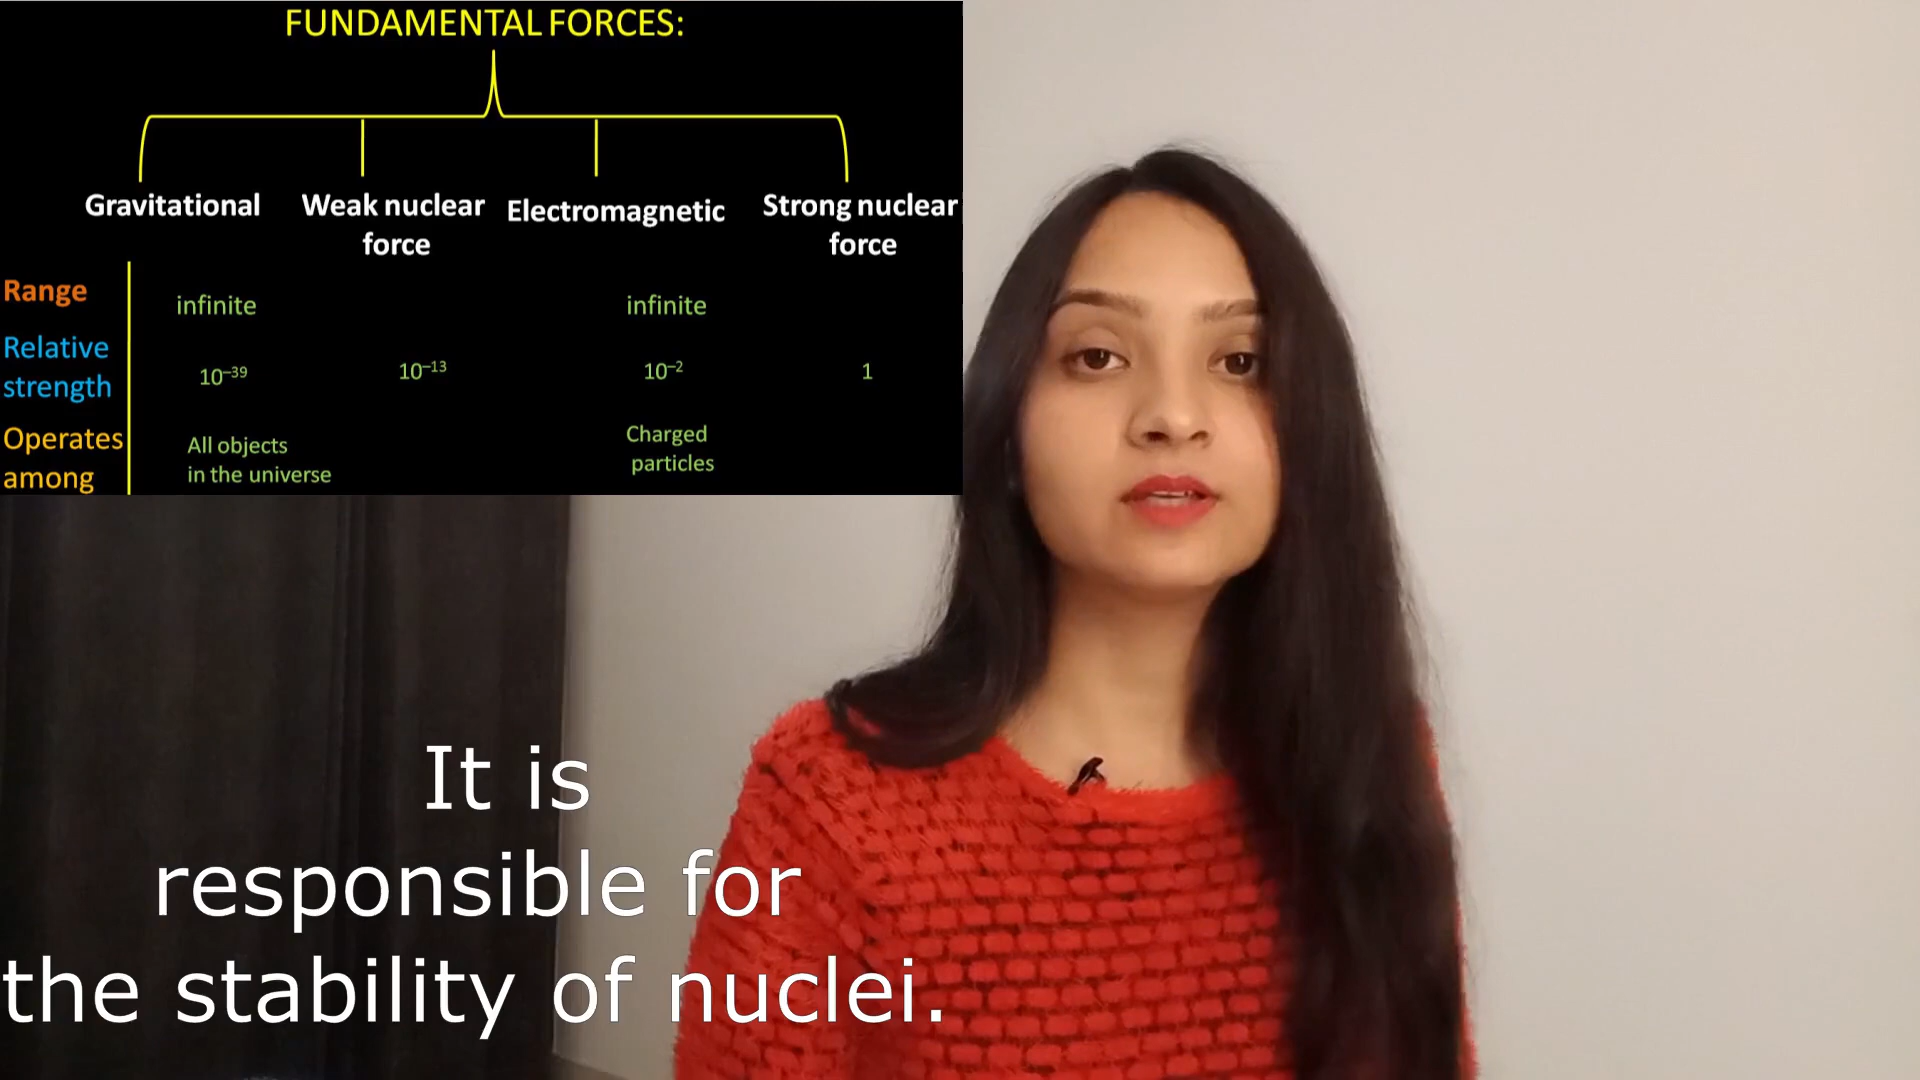 FUNDAMENTAL FORCES:
Gravitational
Weak nuclear
force
Electromagnetic
Strong nuclear
force
Range
infinite
infinite
Relative
strength
10⁻³⁹
10⁻¹³
10⁻²
1
Operates
among
All objects
in the universe
Charged
particles
It is
responsible for
the stability of nuclei.